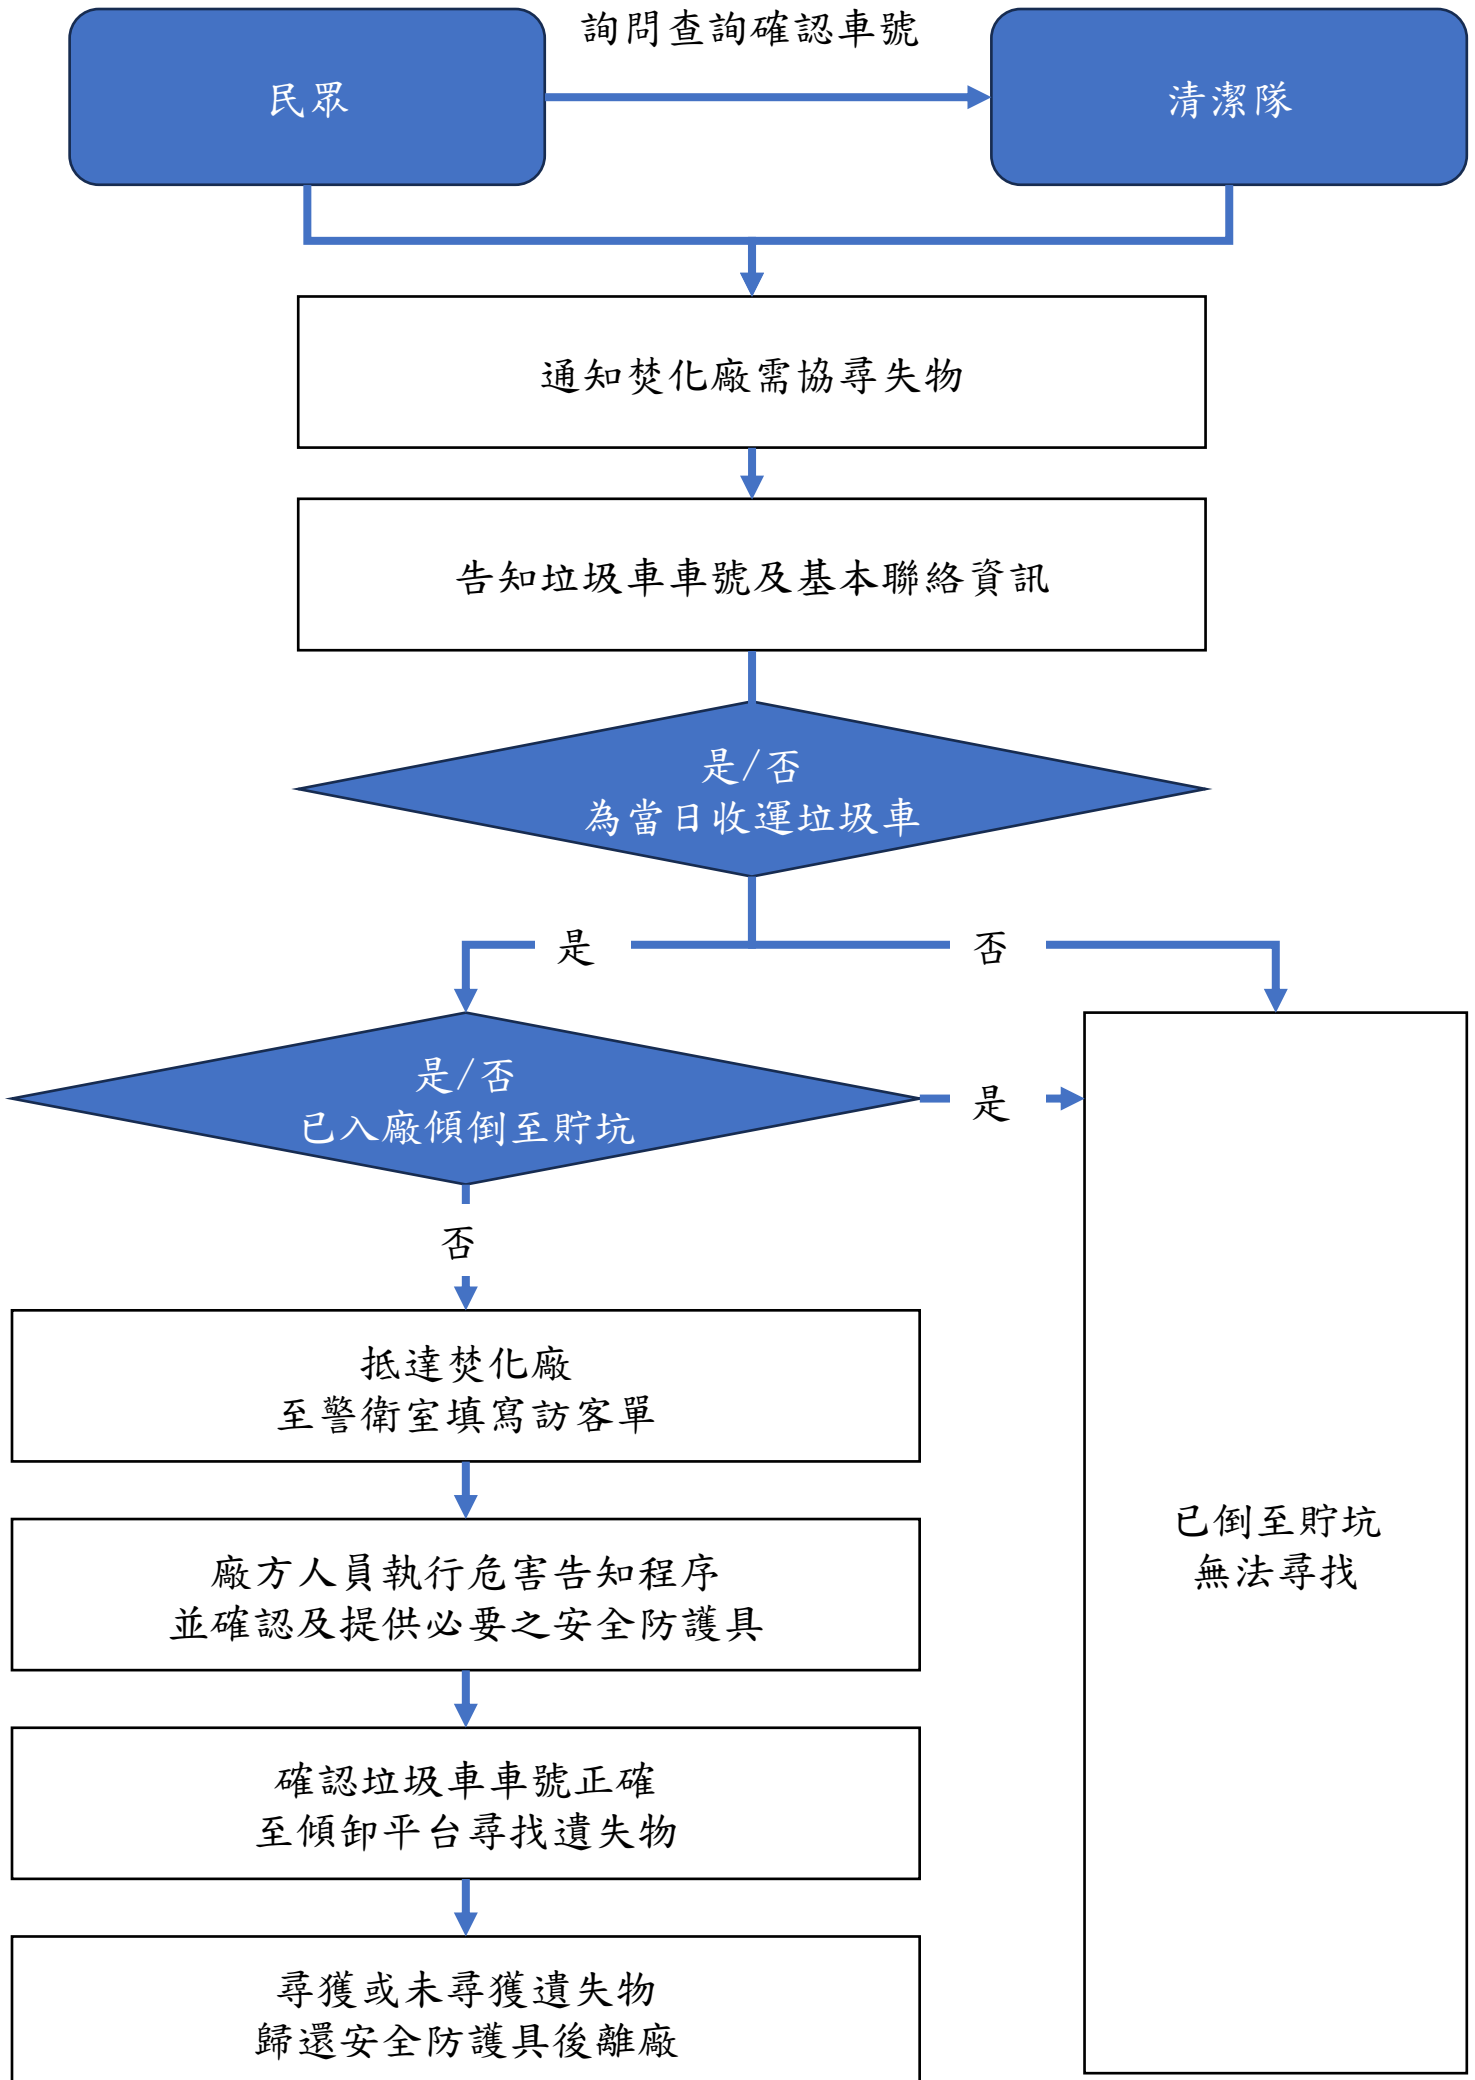 詢問查詢確認車號
民眾
清潔隊
通知焚化廠需協尋失物
告知垃圾車車號及基本聯絡資訊
是/否
為當日收運垃圾車
是
否
是/否
已入廠傾倒至貯坑
是
否
抵達焚化廠
至警衛室填寫訪客單
廠方人員執行危害告知程序
並確認及提供必要之安全防護具
已倒至貯坑
無法尋找
確認垃圾車車號正確
至傾卸平台尋找遺失物
尋獲或未尋獲遺失物
歸還安全防護具後離廠